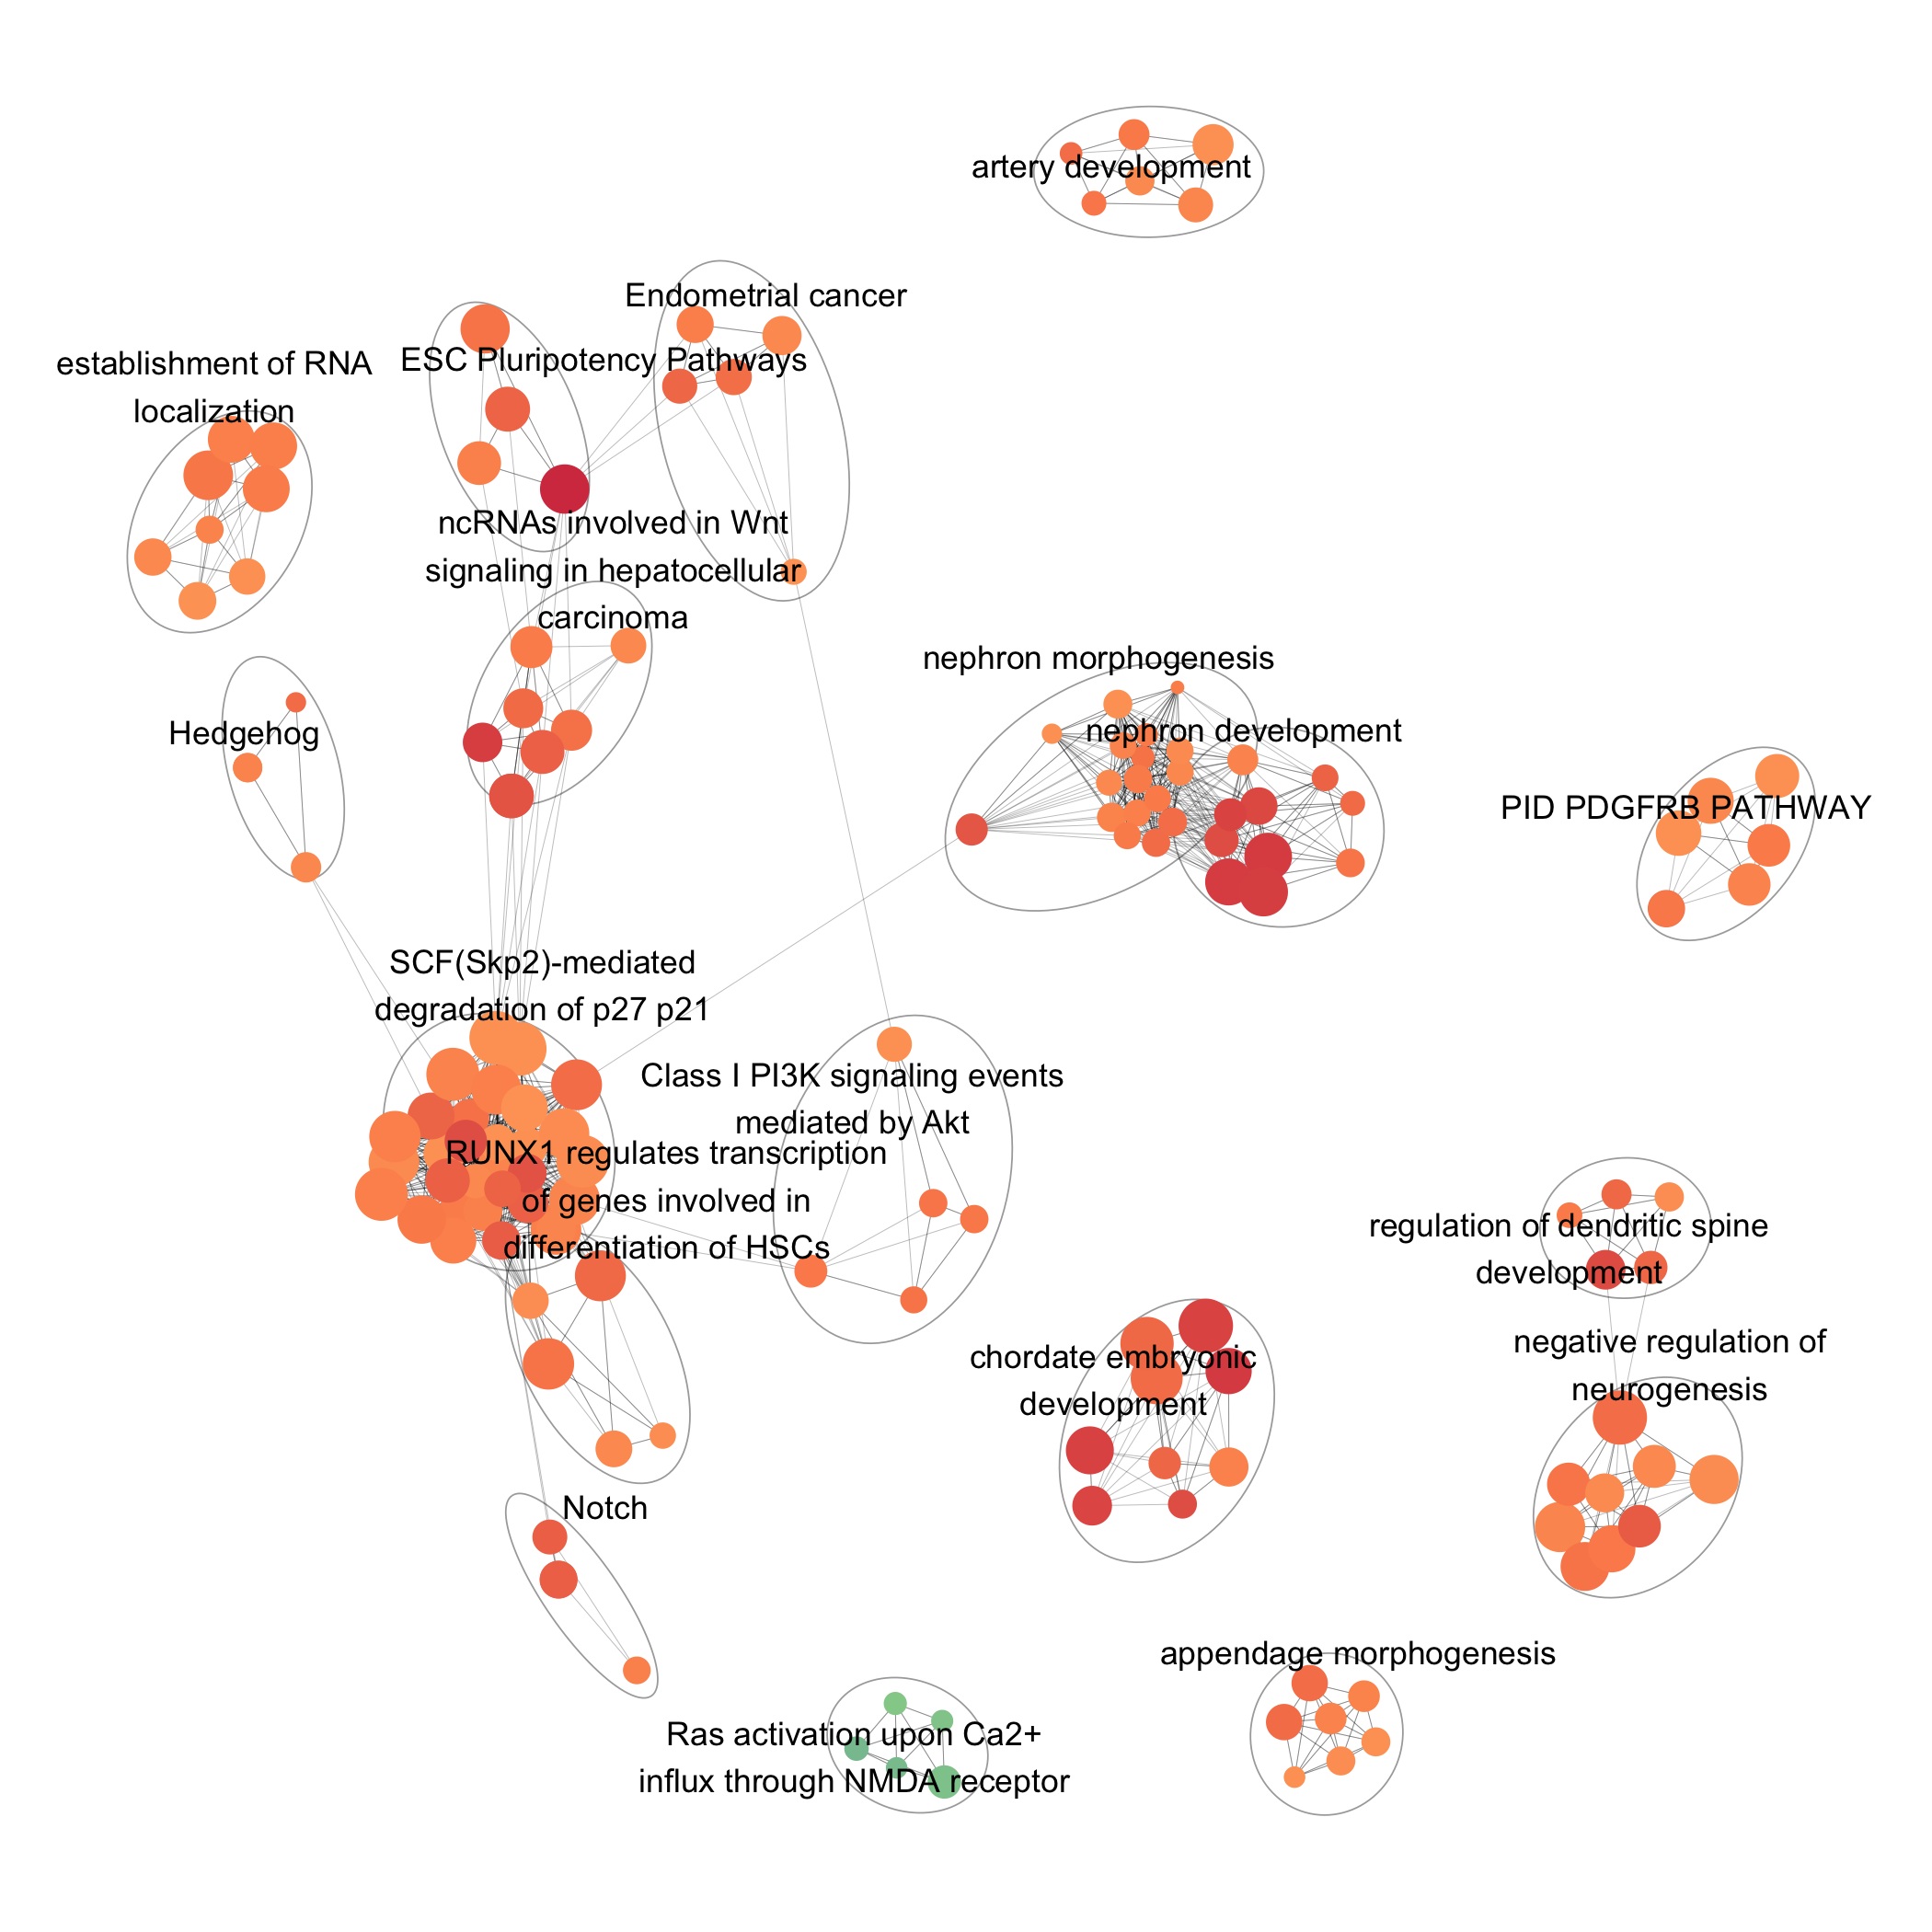 artery development
Endometrial cancer
ESC Pluripotency Pathways
establishment of RNA
localization
ncRNAs involved in Wnt
signaling in hepatocellular
carcinoma
nephron morphogenesis
nephron development
Hedgehog
PID PDGFRB PATHWAY
SCF(Skp2)-mediated
degradation of p27 p21
Class I PI3K signaling events
mediated by Akt
RUNX1 regulates transcription
of genes involved in
differentiation of HSCs
regulation of dendritic spine
development
chordate embryonic
development
negative regulation of
neurogenesis
Notch
appendage morphogenesis
Ras activation upon Ca2+
influx through NMDA receptor